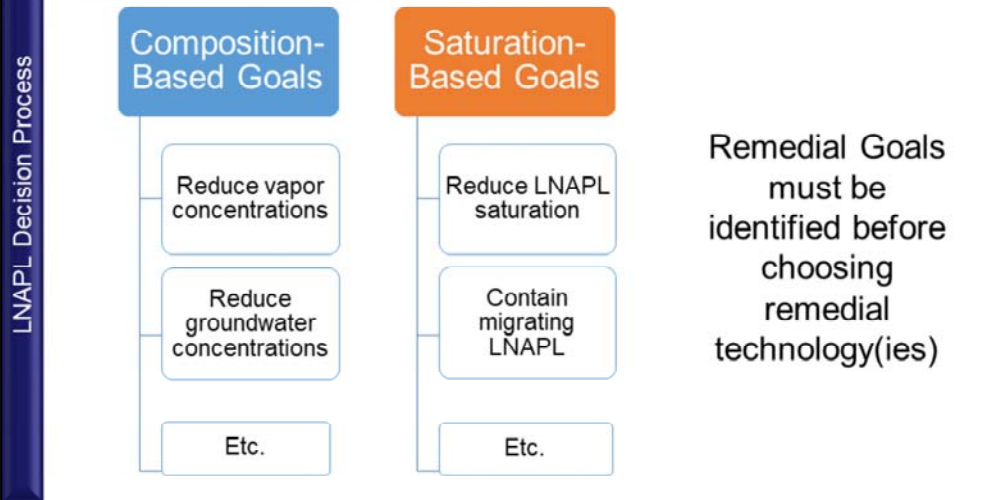 LNAPL Decision Process
Composition-
Based Goals
Reduce vapor
concentrations
Reduce
groundwater
concentrations
Etc.
Saturation-
Based Goals
Reduce LNAPL
saturation
Contain
migrating
LNAPL
Etc.
Remedial Goals
must be
identified before
choosing
remedial
technology(ies)